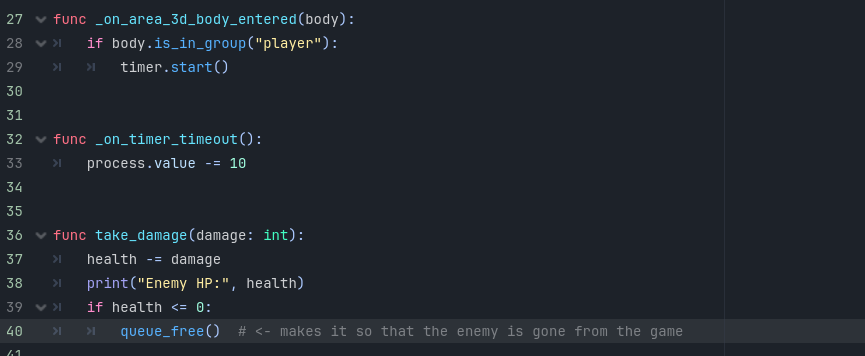 27 func _on_area_3d_body_entered(body):
28 if body.is_in_group("player"):
29 timer.start()
30
31
32 func _on_timer_timeout():
33 process.value -= 10
34
35
36 func take_damage(damage: int):
37 health -= damage
38 print("Enemy HP:", health)
39 if health <= 0:
40 queue_free() # <- makes it so that the enemy is gone from the game
41